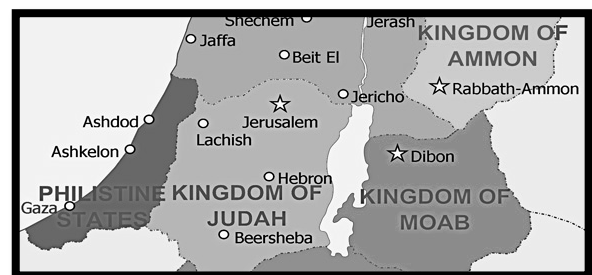 Shechem
Jerash
Jaffa
KINGDOM OF
AMMON
Beit El
Rabbath-Ammon
Jericho
Ashdod
Jerusalem
Lachish
Ashkelon
Dibon
Hebron
PHILISTINE
STATES
KINGDOM OF
JUDAH
KINGDOM OF
MOAB
Gaza
Beersheba